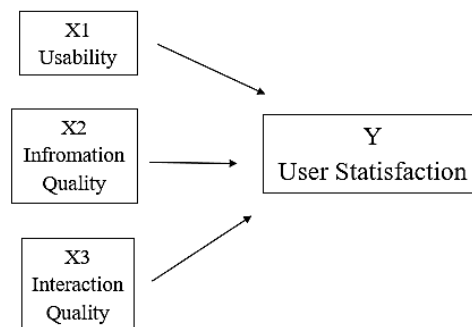 X1
Usability
X2
Infromation
Quality
X3
Interaction
Quality
Y
User Statisfaction